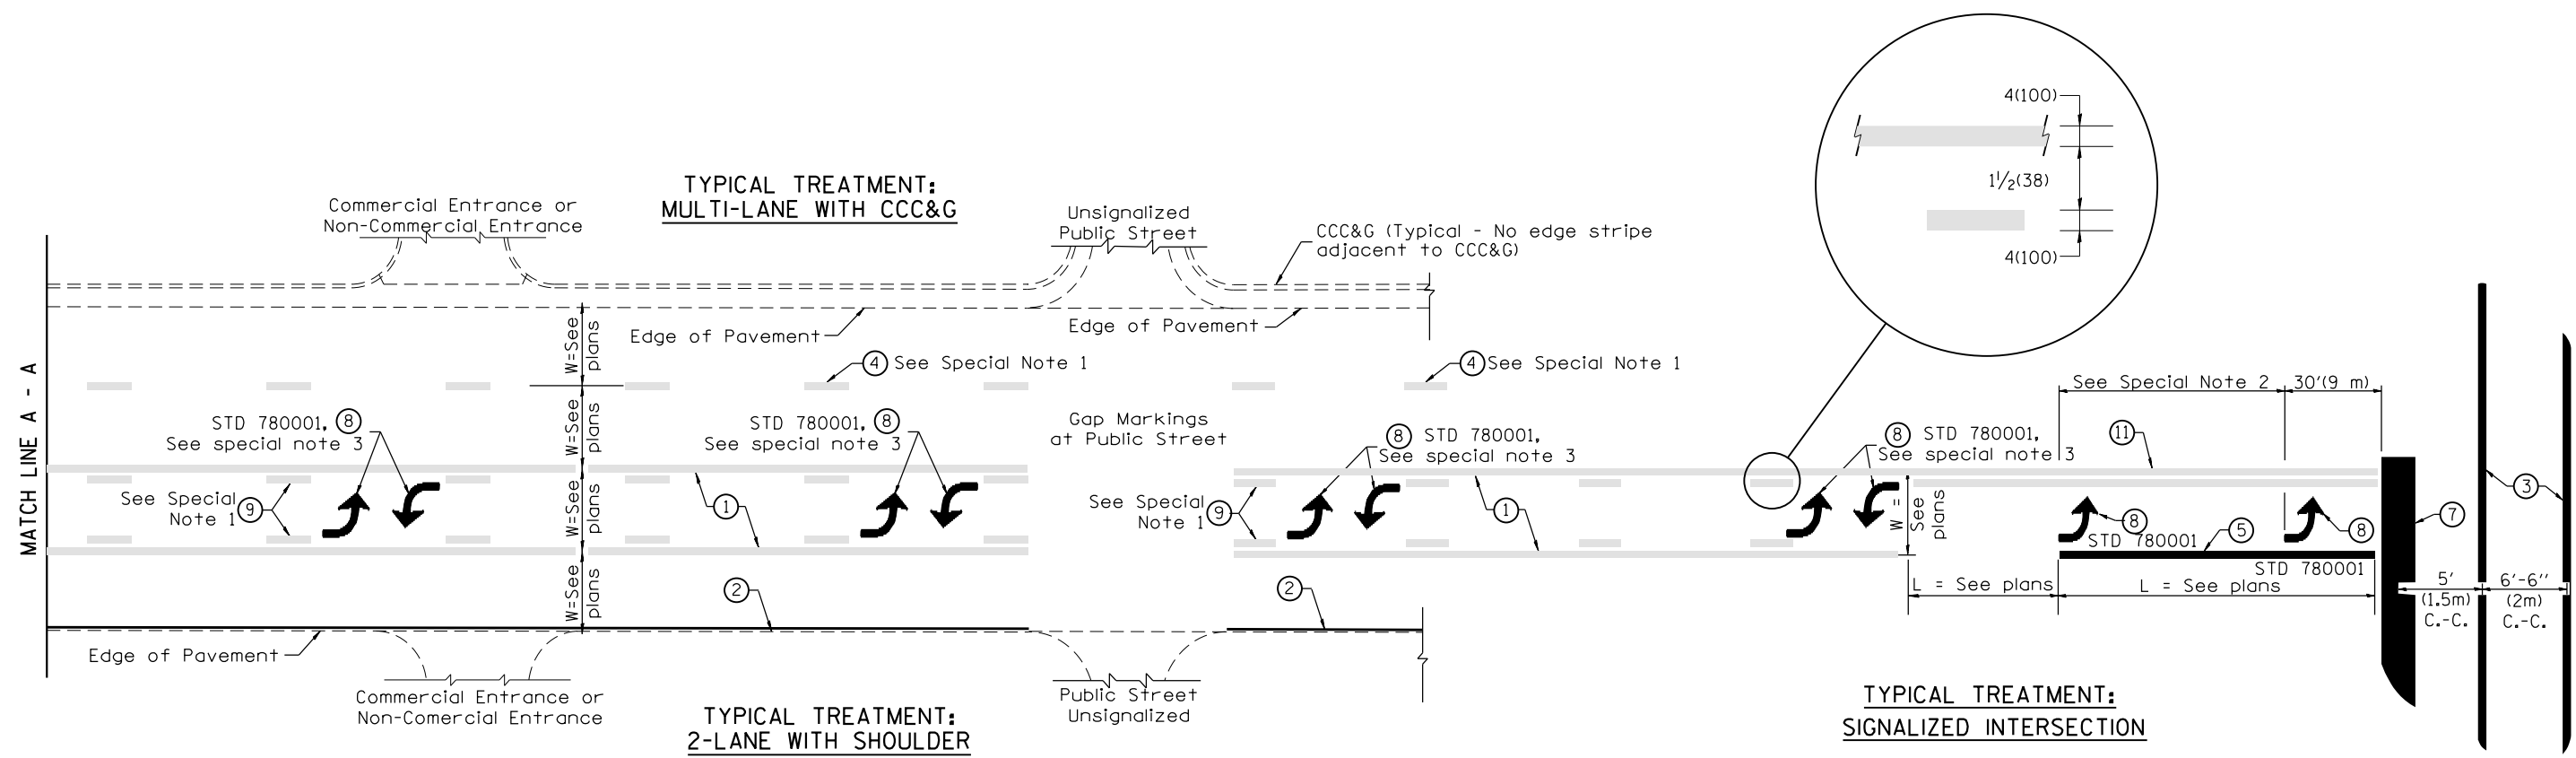 TYPICAL TREATMENT:
MULTI-LANE WITH CCC&G
Commercial Entrance or
Non-Commercial Entrance
Unsignalized
Public Street
CCC&G (Typical - No edge stripe
adjacent to CCC&G)
4(100)
1 1/2(38)
4(100)
Edge of Pavement
Edge of Pavement
W=See
plans
4 See Special Note 1
4 See Special Note 1
MATCH LINE A - A
STD 780001, 8
See special note 3
W=See
plans
STD 780001, 8
See special note 3
Gap Markings
at Public Street
8 STD 780001,
See special note 3
8 STD 780001,
See special note 3
See Special Note 2
30'(9 m)
11
See Special
Note 1
9
W=See
plans
1
See Special
Note 1
9
1
W =
See
plans
8
STD 780001
5
8
7
3
STD 780001
W=See
plans
2
2
L = See plans
L = See plans
5'
(1.5m)
C.-C.
6'-6''
(2m)
C.-C.
Edge of Pavement
Commercial Entrance or
Non-Comercial Entrance
Public Street
Unsignalized
TYPICAL TREATMENT:
2-LANE WITH SHOULDER
TYPICAL TREATMENT:
SIGNALIZED INTERSECTION